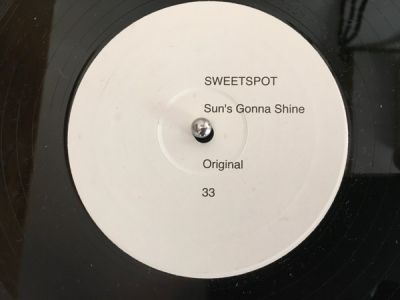 SWEETSPOT
Sun's Gonna Shine
Original
33